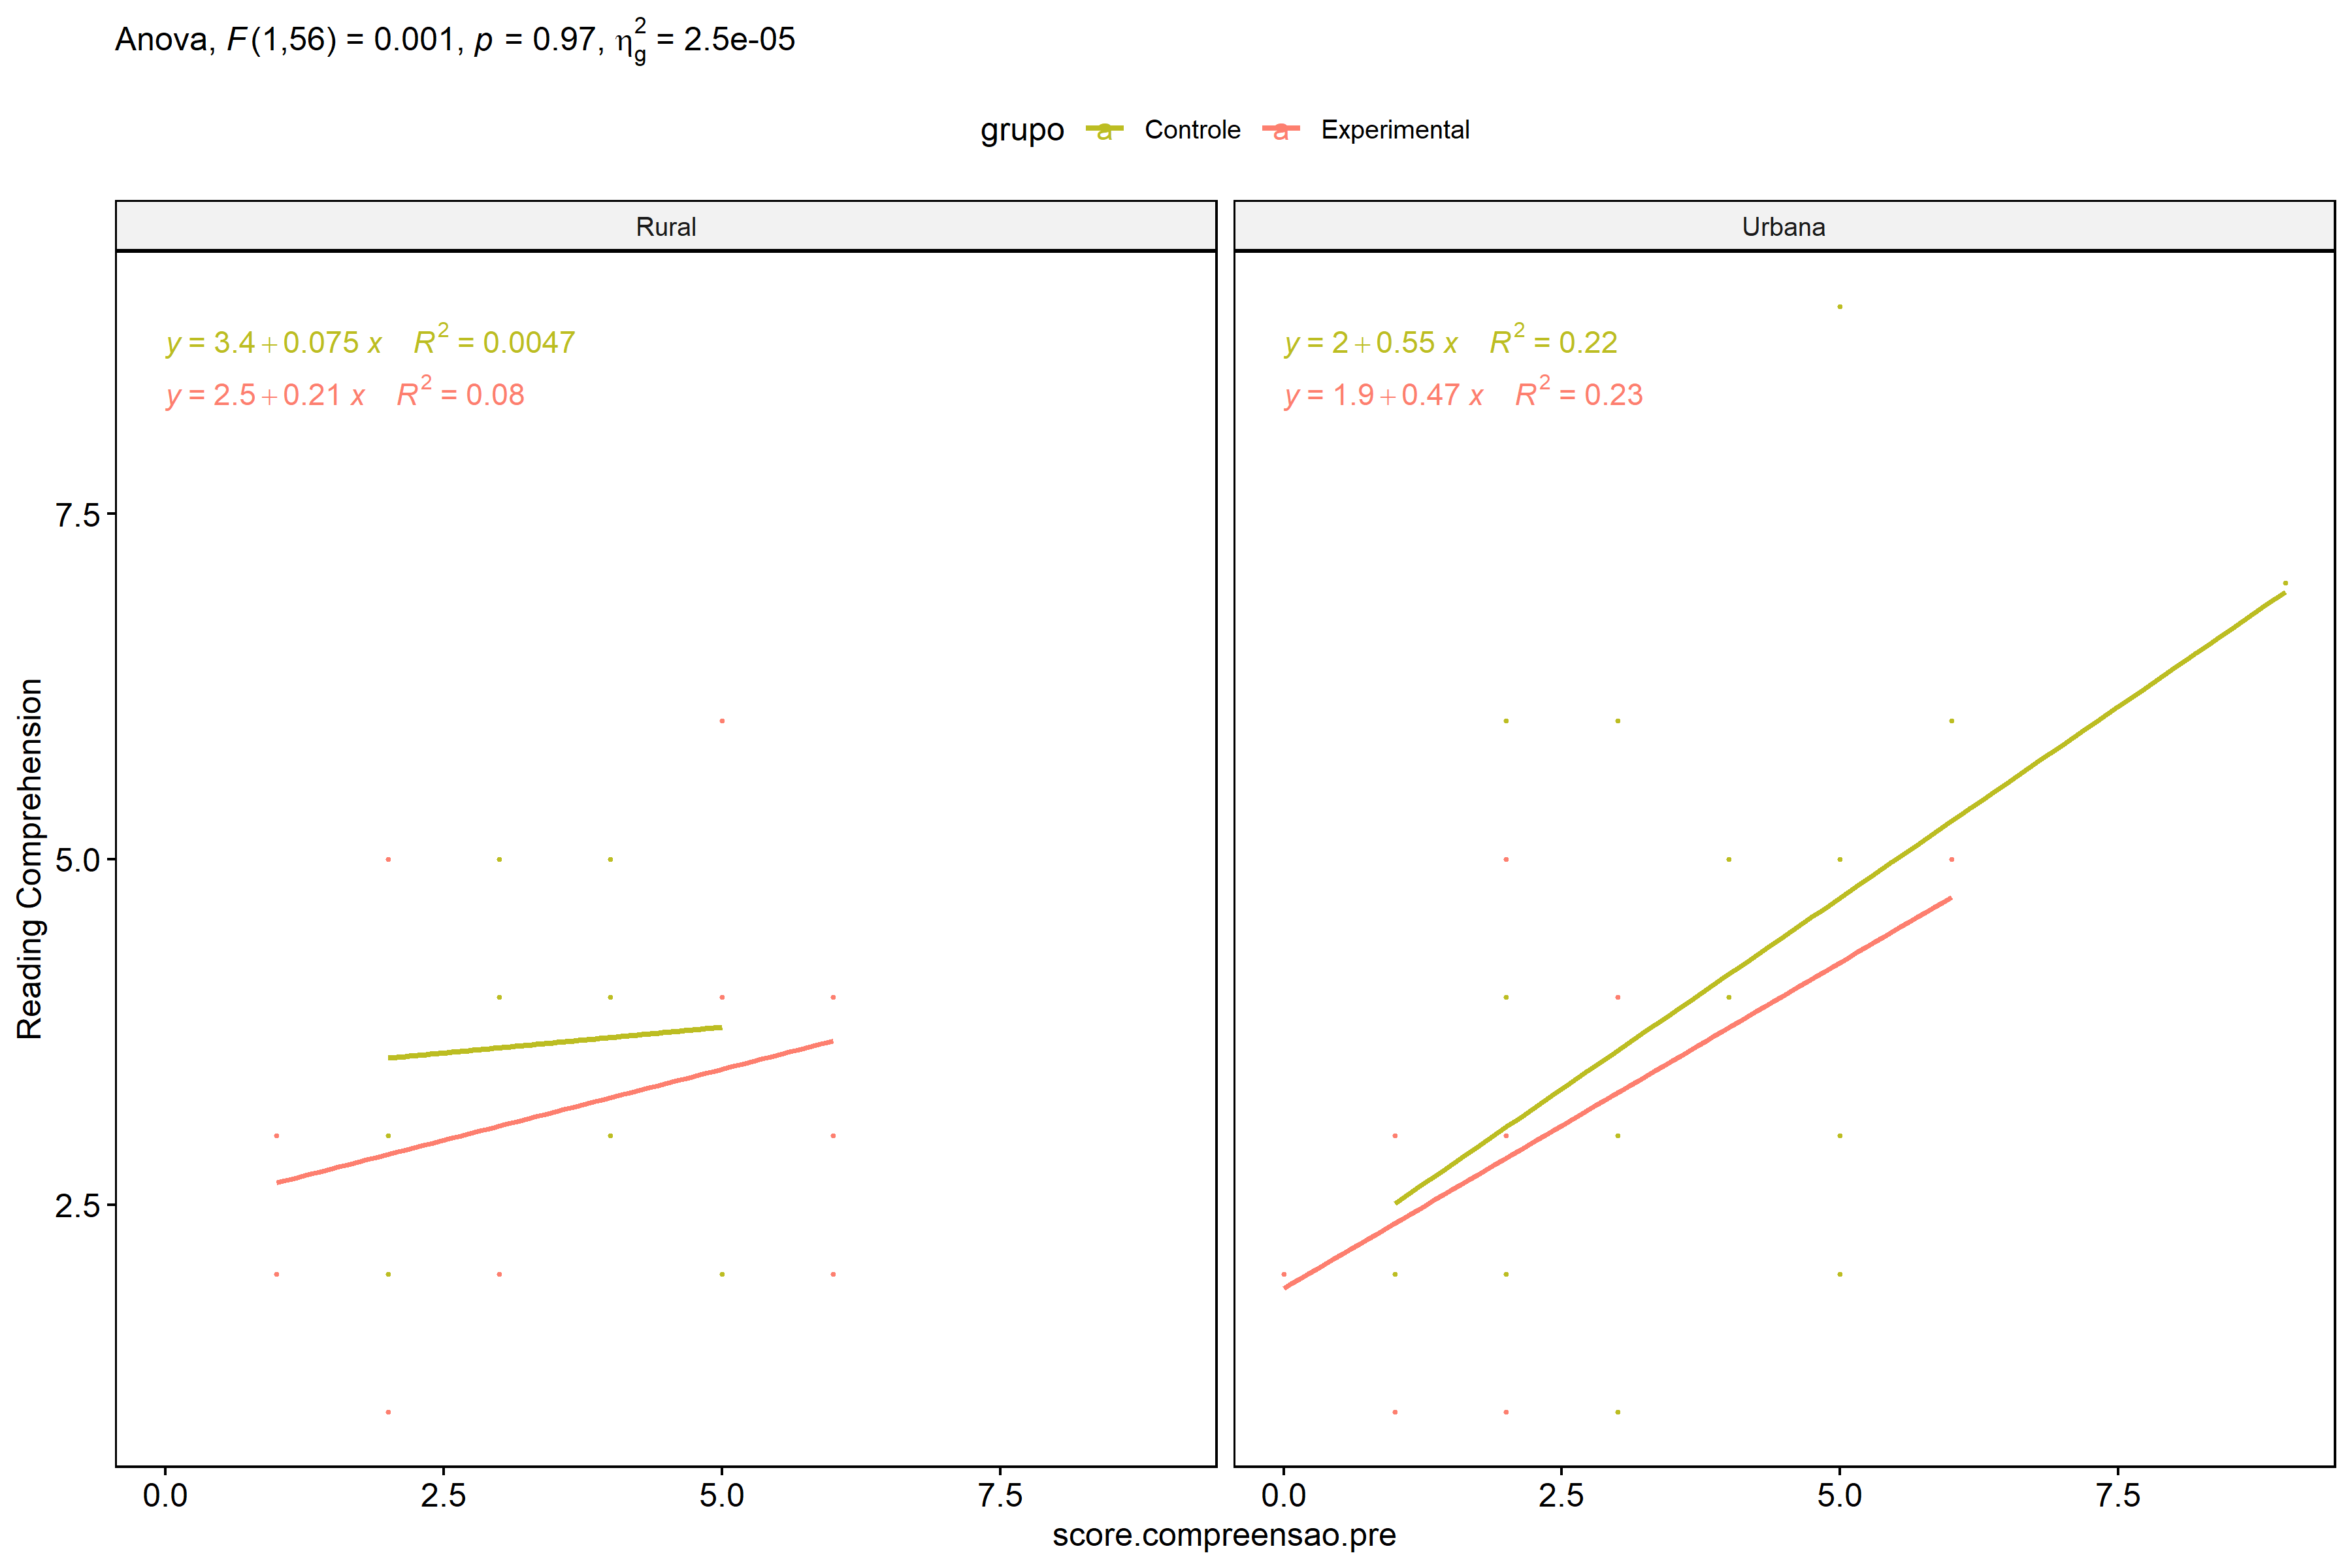 Anova, F(1,56) = 0.001, p = 0.97, η²g = 2.5e-05
grupo a Controle a Experimental
Rural
Urbana
y = 3.4+0.075 x R² = 0.0047
y = 2.5+0.21 x R² = 0.08
y = 2+0.55 x R² = 0.22
y = 1.9+0.47 x R² = 0.23
Reading Comprehension
7.5
5.0
2.5
0.0 2.5 5.0 7.5
0.0 2.5 5.0 7.5
score.compreensao.pre